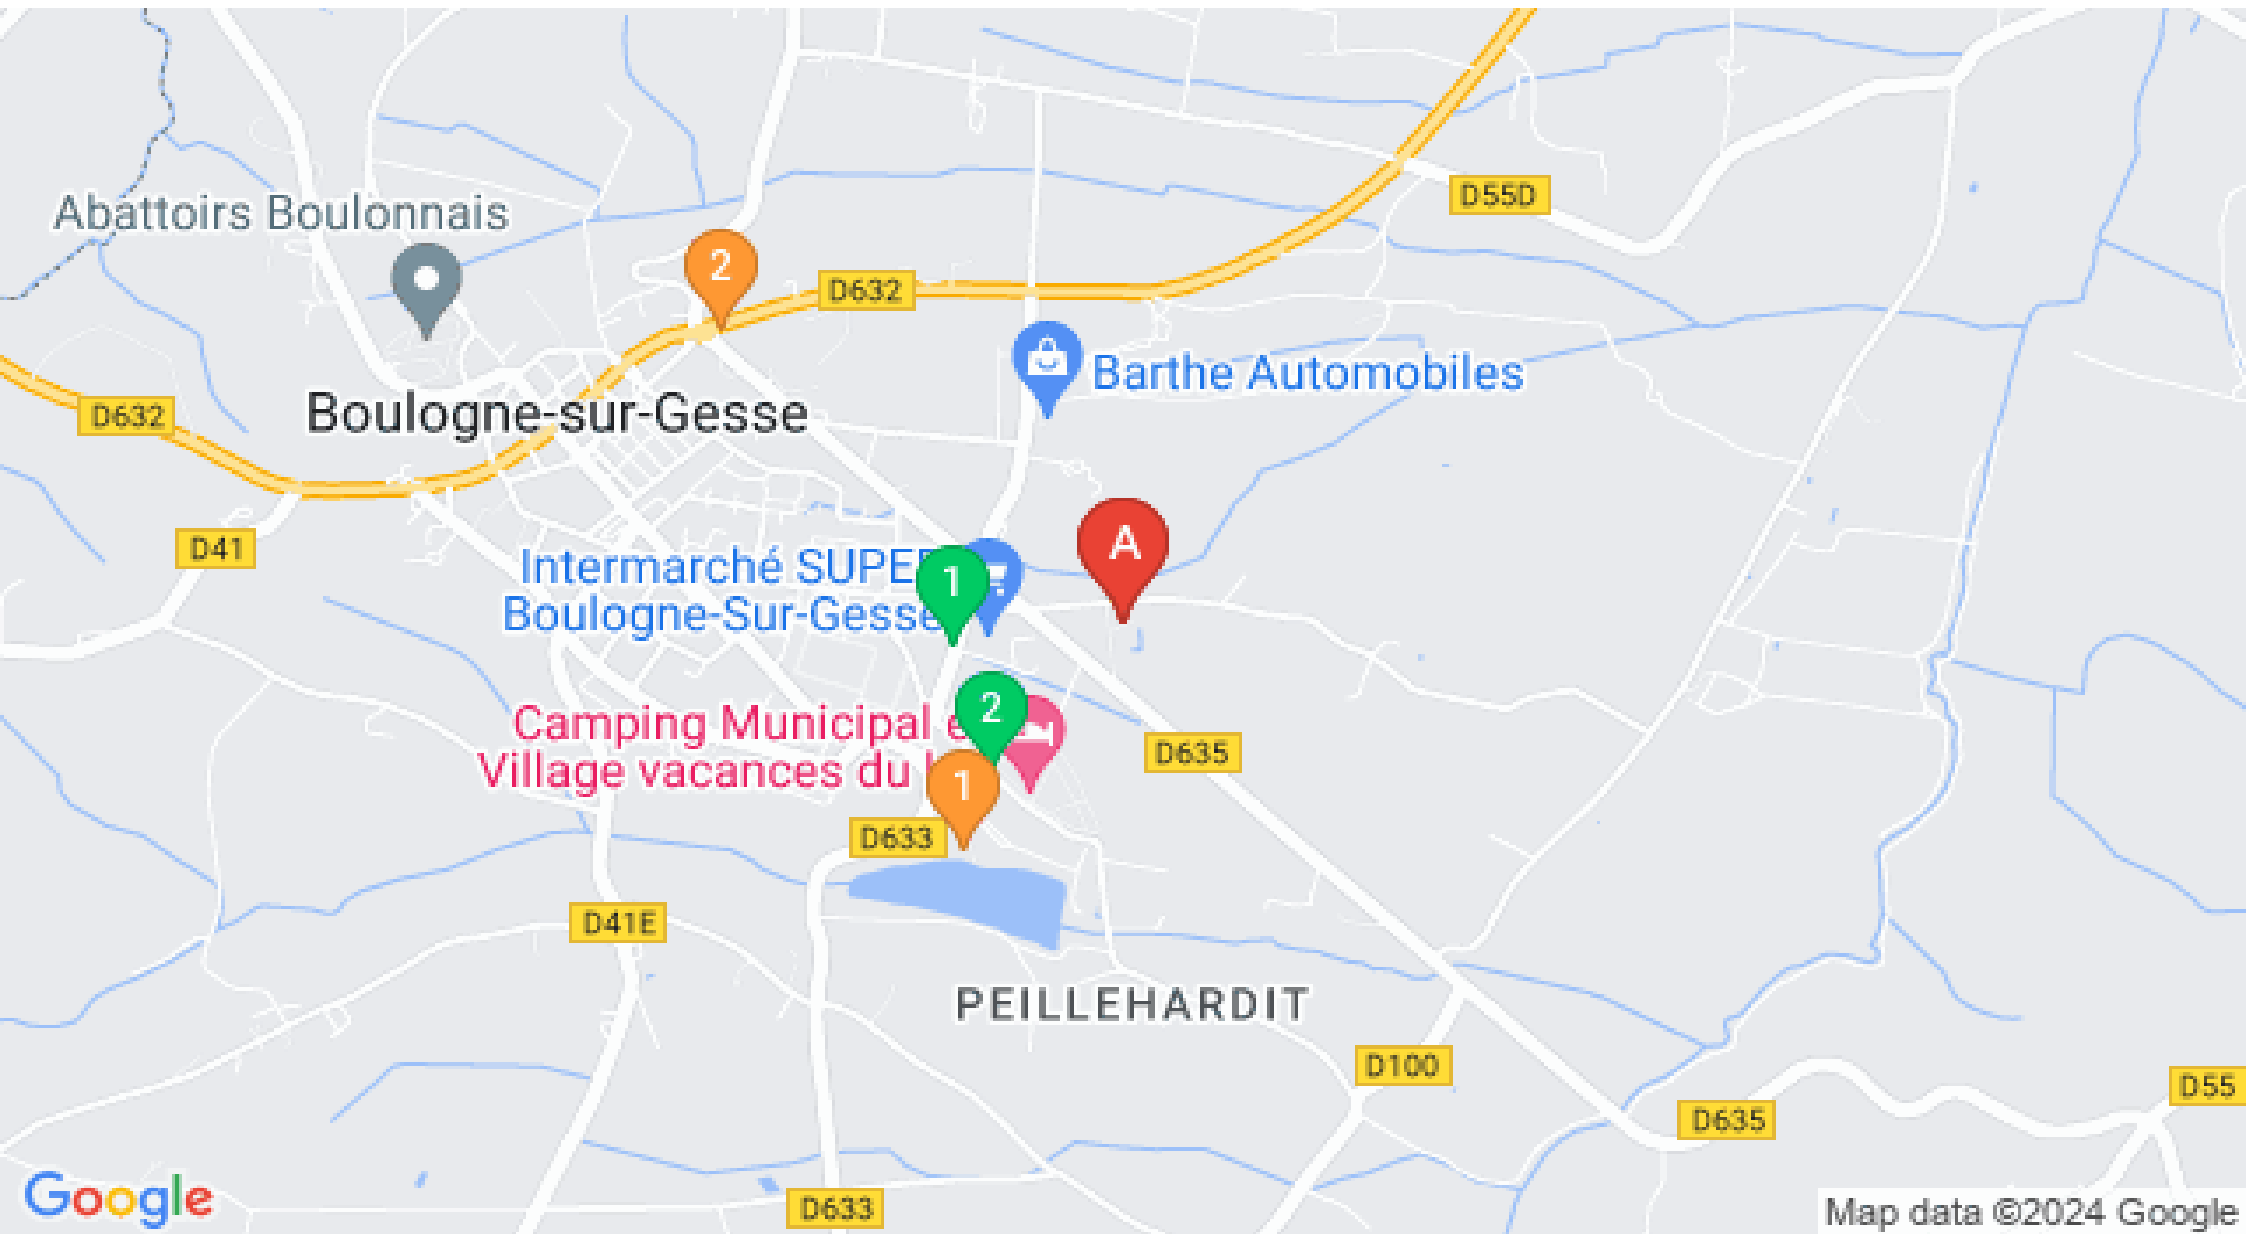 D55D
Abattoirs Boulonnais
2
D632
Barthe Automobiles
D632
Boulogne-sur-Gesse
A
D41
Intermarché SUPE
Boulogne-Sur-Gesse
1
2
Camping Municipal e
Village vacances du l
1
D635
D633
D41E
PEILLEHARDIT
D100
D55
D635
Google
D633
Map data ©2024 Google